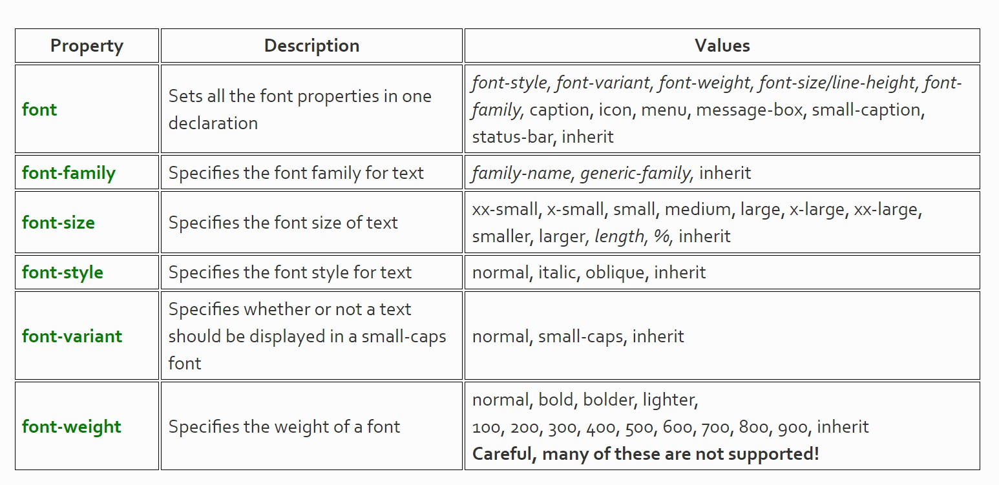 Property Description Values
font
Sets all the font properties in one
declaration
font-style, font-variant, font-weight, font-size/line-height, font-
family, caption, icon, menu, message-box, small-caption,
status-bar, inherit
font-family
Specifies the font family for text
family-name, generic-family, inherit
font-size
Specifies the font size of text
xx-small, x-small, small, medium, large, x-large, xx-large,
smaller, larger, length, %, inherit
font-style
Specifies the font style for text
normal, italic, oblique, inherit
font-variant
Specifies whether or not a text
should be displayed in a small-caps
font
normal, small-caps, inherit
font-weight
Specifies the weight of a font
normal, bold, bolder, lighter,
100, 200, 300, 400, 500, 600, 700, 800, 900, inherit
Careful, many of these are not supported!